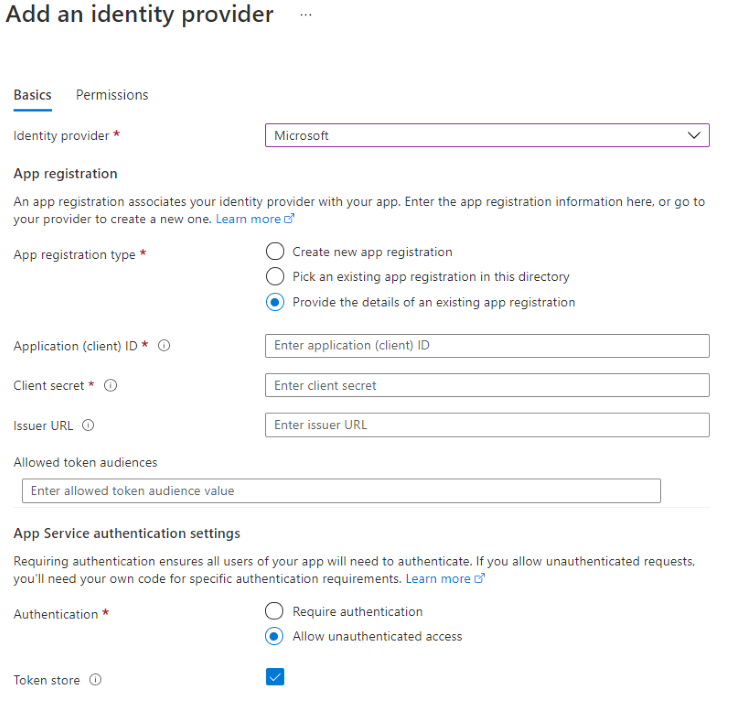 Add an identity provider ...
Basics Permissions
Identity provider * Microsoft
App registration
An app registration associates your identity provider with your app. Enter the app registration information here, or go to
your provider to create a new one. Learn more
App registration type * Create new app registration
Pick an existing app registration in this directory
Provide the details of an existing app registration
Application (client) ID * Enter application (client) ID
Client secret * Enter client secret
Issuer URL Enter issuer URL
Allowed token audiences
Enter allowed token audience value
App Service authentication settings
Requiring authentication ensures all users of your app will need to authenticate. If you allow unauthenticated requests,
you'll need your own code for specific authentication requirements. Learn more
Authentication * Require authentication
Allow unauthenticated access
Token store